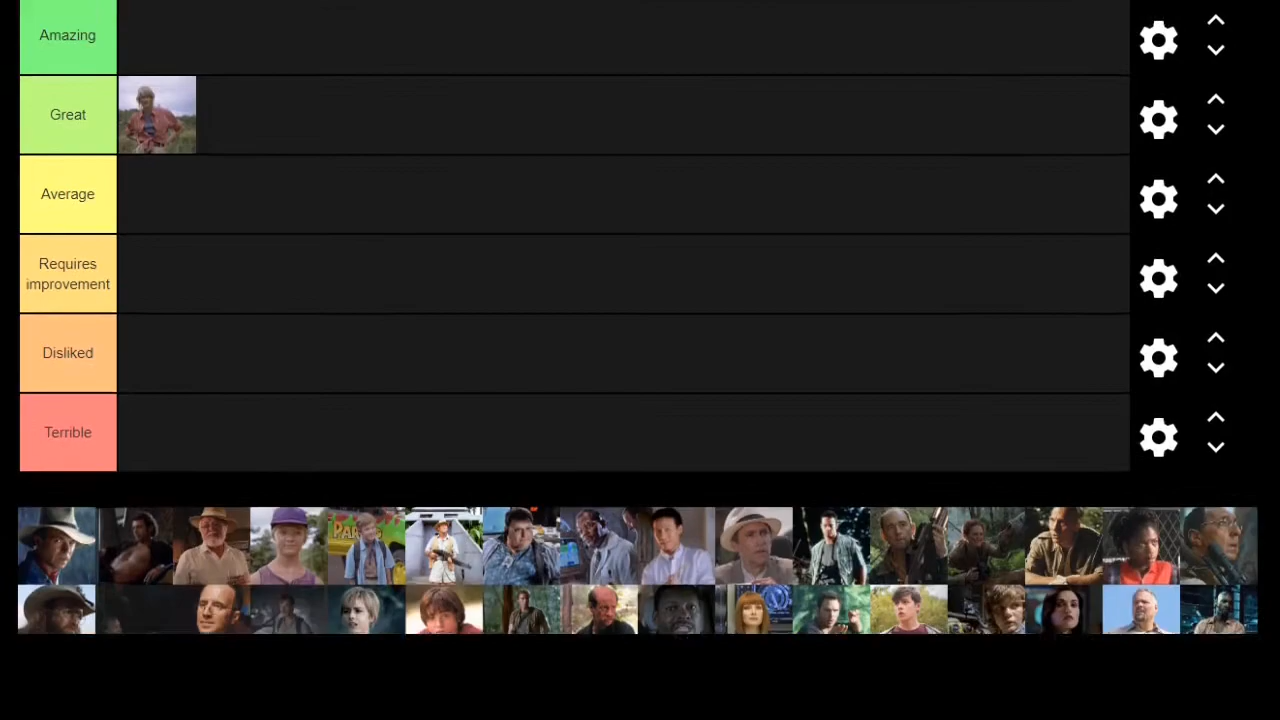 Amazing
Great
Average
Requires
improvement
Disliked
Terrible